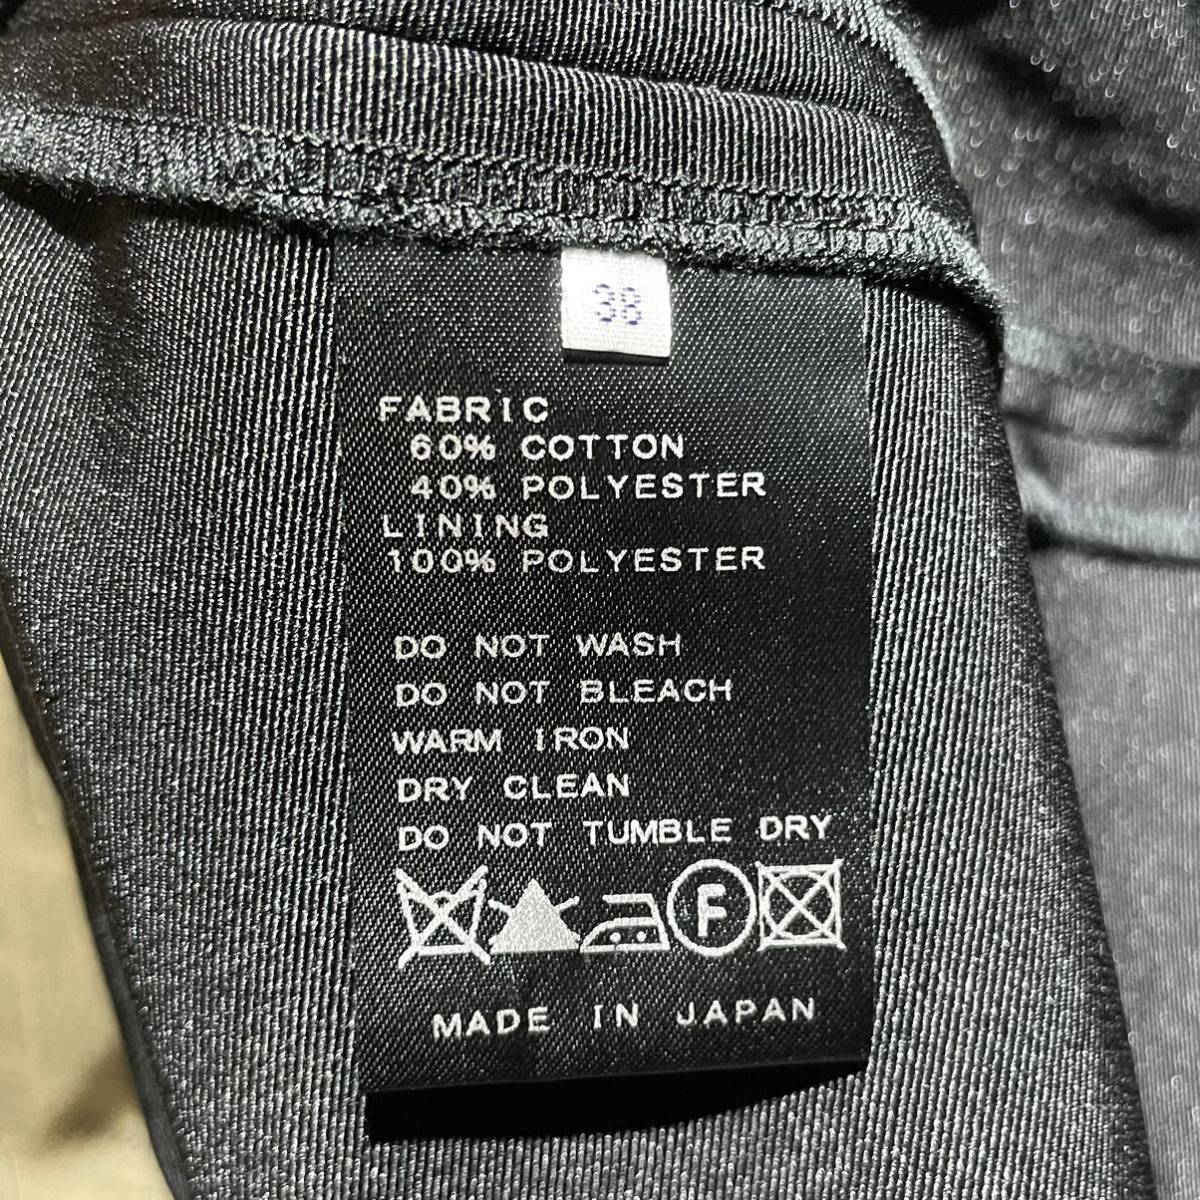 38
FABRIC
60% COTTON
40% POLYESTER
LINING
100% POLYESTER
DO NOT WASH
DO NOT BLEACH
WARM IRON
DRY CLEAN
DO NOT TUMBLE DRY
F
MADE IN JAPAN